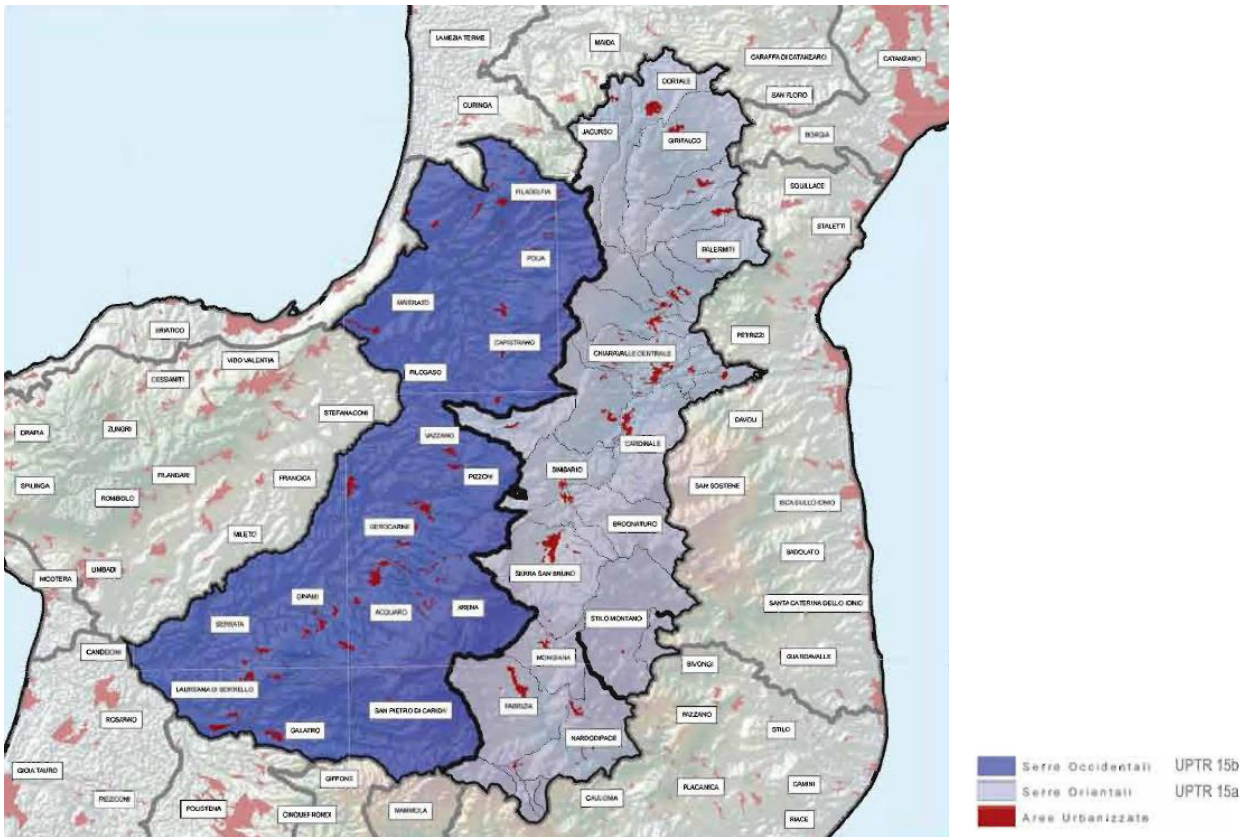 LAMEZIA TERME
MAIDA
CARAFFA DI CATANZARO
CATANZARO
CORTALE
SAN FLORO
CURINGA
JACURSO
GIRIFALCO
BORGIA
FILADELFIA
SQUILLACE
STALETTI
POLIA
PALERMITI
MAIERATO
BRIATICO
PETRIZZI
VIBO VALENTIA
CAPISTRANO
CHIARAVALLE CENTRALE
CESSANITI
FILOGASO
STEFANACONI
DAVOLI
DRAPIA
ZUNGRI
VAZZANO
CARDINALE
FILANDARI
FRANCICA
PIZZONI
SIMBARIO
SAN SOSTENE
SPILINGA
ROMBIOLO
ISCA SULLO IONIO
GEROCARNE
BROGNATURO
MILETO
BADOLATO
LIMBADI
NICOTERA
SERRA SAN BRUNO
DINAMI
ACQUARO
ARENA
SANTA CATERINA DELLO IONIO
SERRATA
STILO MONTANO
CANDIDONI
MONGIANA
BIVONGI
GUARDAVALLE
LAUREANA DI BORRELLO
FABRIZIA
SAN PIETRO DI CARIDA'
PAZZANO
ROSARNO
GALATRO
NARDODIPACE
STILO
GIOIA TAURO
GIFFONE
RIZZICONI
PLACANICA
CAMINI
CAULONIA
POLISTENA
CINQUEFRONDI
MAMMOLA
RIACE
Serre Occidentali UPTR 15b
Serre Orientali UPTR 15a
Aree Urbanizzate